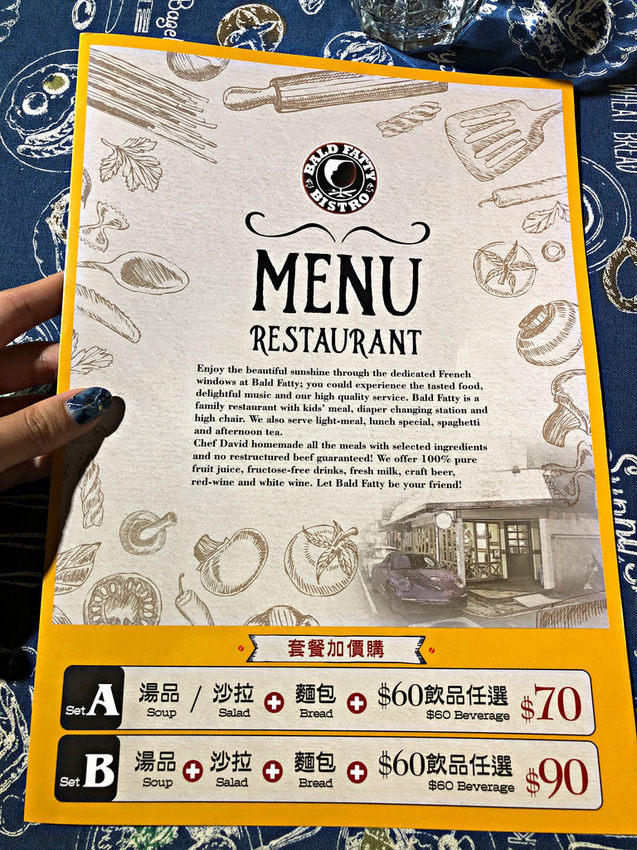 Bagel
WHEAT BREAD
BALD FATTY
BISTRO
MENU
RESTAURANT
Enjoy the beautiful sunshine through the dedicated French
windows at Bald Fatty; you could experience the tasted food,
delightful music and our high quality service. Bald Fatty is a
family restaurant with kids' meal, diaper changing station and
high chair. We also serve light-meal, lunch special, spaghetti
and afternoon tea.
Chef David homemade all the meals with selected ingredients
and no restructured beef guaranteed! We offer 100% pure
fruit juice, fructose-free drinks, fresh milk, craft beer,
red-wine and white wine. Let Bald Fatty be your friend!
套餐加價購
Set A 湯品 / 沙拉 + 麵包 + $60飲品任選 $70
Soup Salad Bread $60 Beverage
Set B 湯品 + 沙拉 + 麵包 + $60飲品任選 $90
Soup Salad Bread $60 Beverage